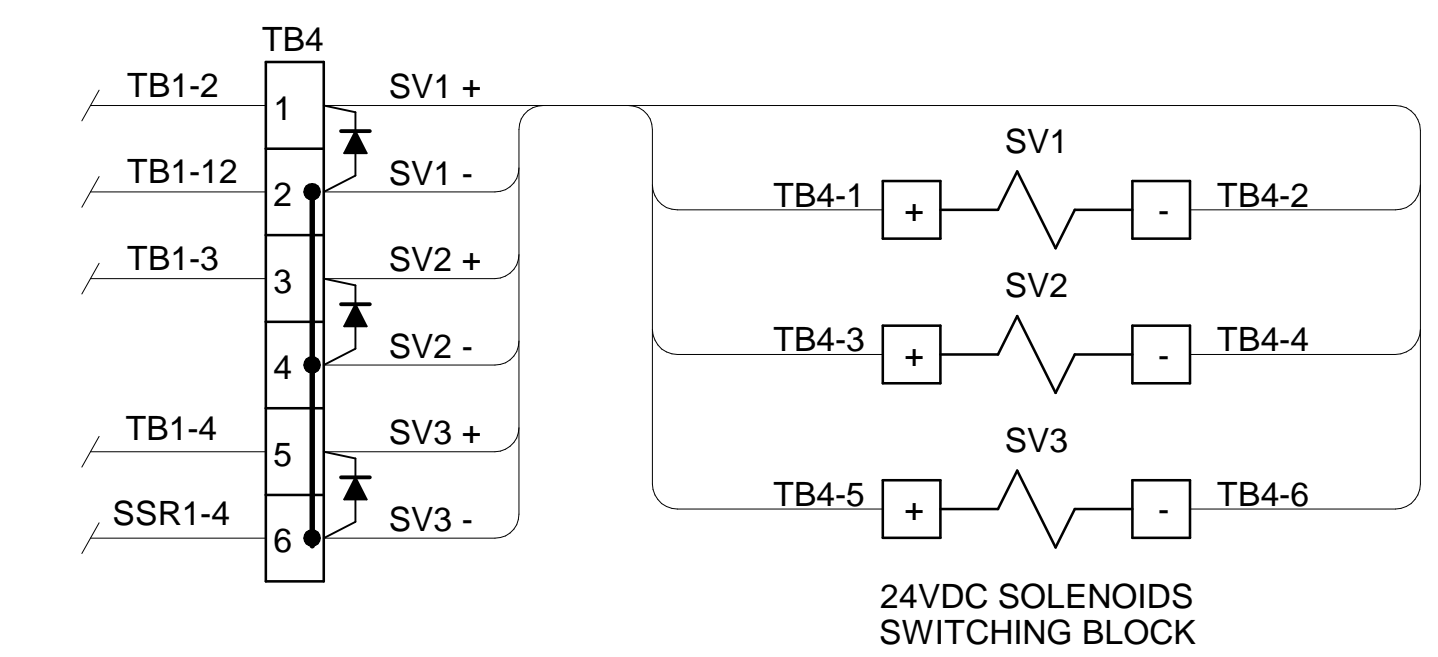 TB4
TB1-2
1
SV1 +
TB1-12
2
SV1 -
TB1-3
3
SV2 +
4
SV2 -
TB1-4
5
SV3 +
SSR1-4
6
SV3 -
SV1
TB4-1
+
-
TB4-2
SV2
TB4-3
+
-
TB4-4
SV3
TB4-5
+
-
TB4-6
24VDC SOLENOIDS
SWITCHING BLOCK